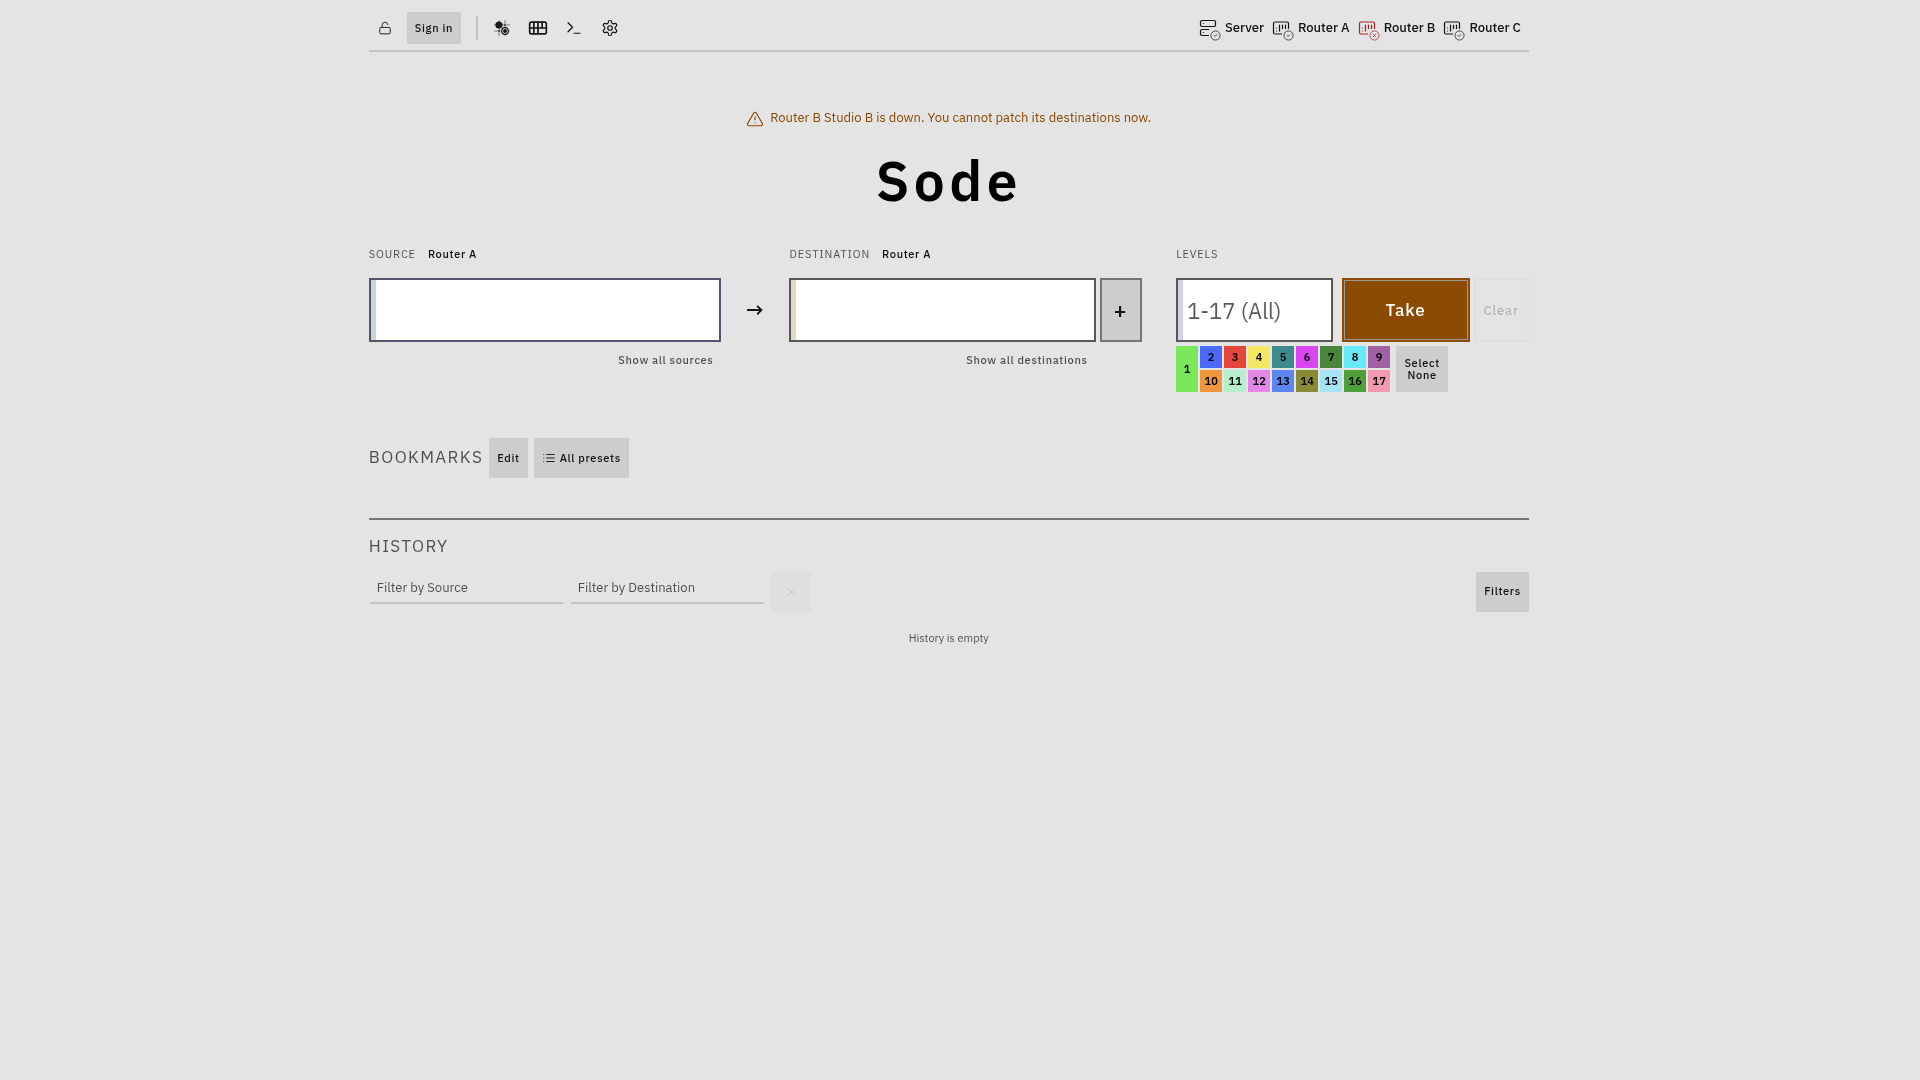 Sign in
Server
Router A
Router B
Router C
Router B Studio B is down. You cannot patch its destinations now.
Sode
SOURCE Router A
DESTINATION Router A
LEVELS
→
+
1-17 (All)
Take
Clear
Show all sources
Show all destinations
1 2 3 4 5 6 7 8 9
10 11 12 13 14 15 16 17
Select
None
BOOKMARKS
Edit
All presets
HISTORY
Filter by Source
Filter by Destination
Filters
History is empty